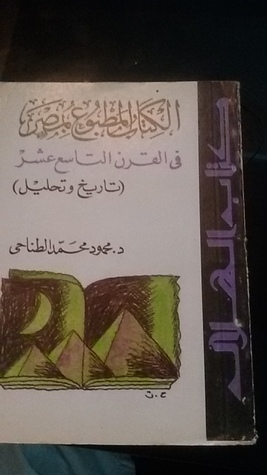 الكتاب المطبوع بمصر
في القرن التاسع عشر
(تاريخ وتحليل)
د. محمود محمد الطناحي
كتاب الهلال